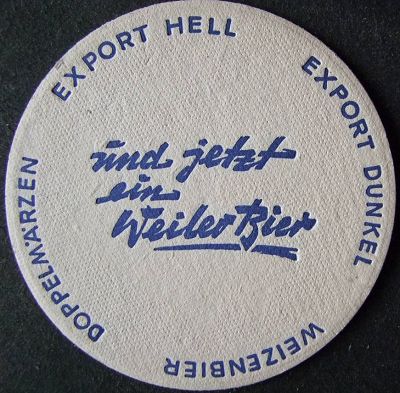 EXPORT HELL
EXPORT DUNKEL
WEIZENBIER
DOPPELMÄRZEN
und jetzt
ein
Weiler Bier